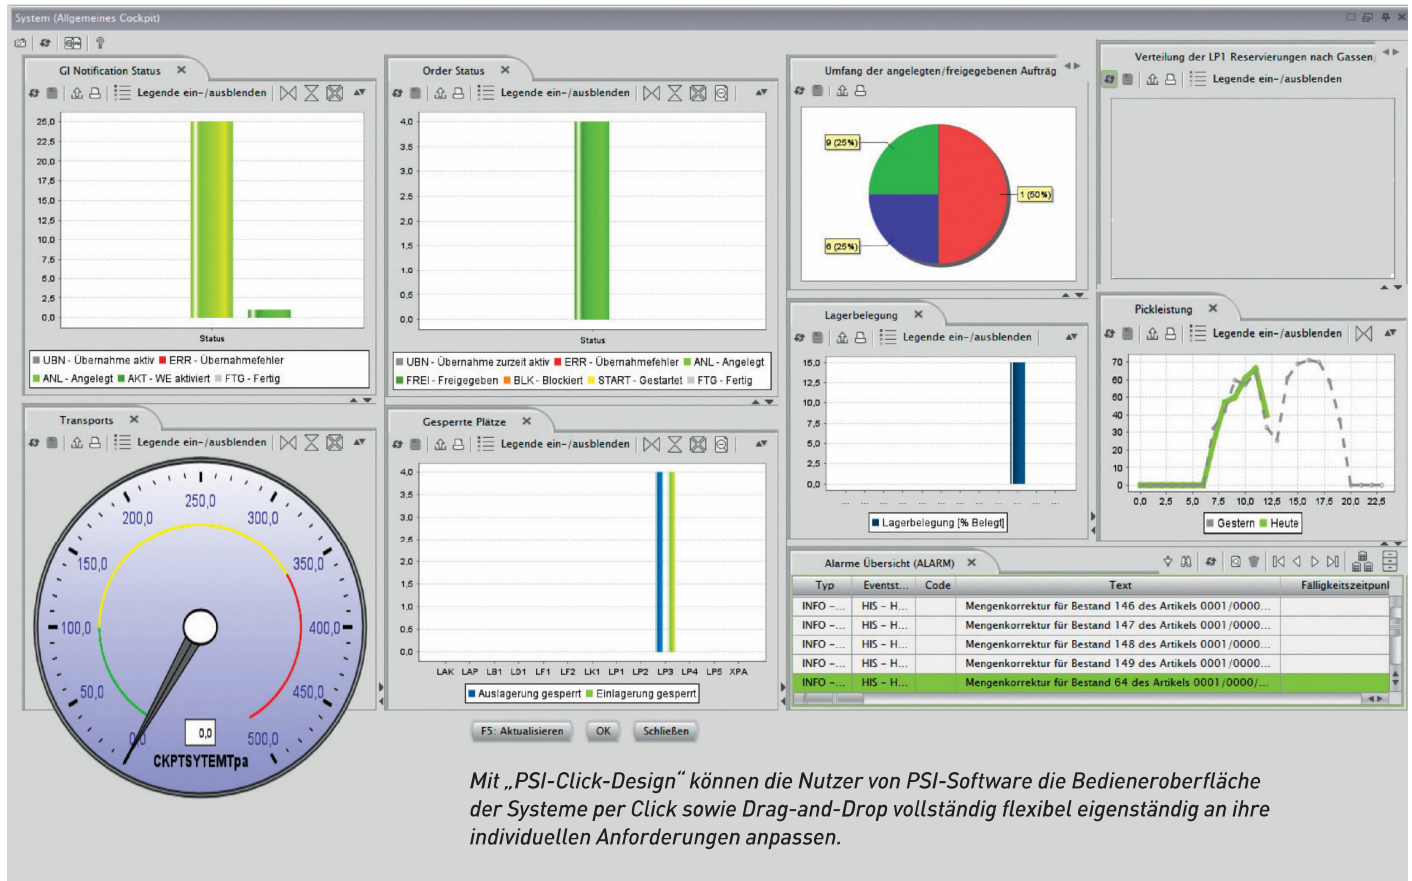 System (Allgemeines Cockpit)
GI Notification Status
Legende ein-/ausblenden
25,0
22,5
20,0
17,5
15,0
12,5
10,0
7,5
5,0
2,5
0,0
Status
UBN - Übernahme aktiv ERR - Übernahmefehler
ANL - Angelegt AKT - WE aktiviert FTG - Fertig
Order Status
Legende ein-/ausblenden
4,0
3,5
3,0
2,5
2,0
1,5
1,0
0,5
0,0
Status
UBN - Übernahme zurzeit aktiv ERR - Übernahmefehler ANL - Angelegt
FREI - Freigegeben BLK - Blockiert START - Gestartet FTG - Fertig
Umfang der angelegten/freigegebenen Aufträg
9 (25%)
1 (50%)
6 (25%)
Verteilung der LP1 Reservierungen nach Gassen/
Legende ein-/ausblenden
Transports
Legende ein-/ausblenden
0,0
50,0
100,0
150,0
200,0
250,0
300,0
350,0
400,0
450,0
500,0
0,0
CKPTSYTEMTpa
Gesperrte Plätze
Legende ein-/ausblenden
4,0
3,5
3,0
2,5
2,0
1,5
1,0
0,5
0,0
LAK LAP LB1 LD1 LF1 LF2 LK1 LP1 LP2 LP3 LP4 LP5 XPA
Auslagerung gesperrt Einlagerung gesperrt
Lagerbelegung
Legende ein-/ausblenden
15,0
12,5
10,0
7,5
5,0
2,5
0,0
... ... ... ... ... ... ... ... ... ...
Lagerbelegung [% Belegt]
Pickleistung
Legende ein-/ausblenden
70
60
50
40
30
20
10
0
0,0 2,5 5,0 7,5 10,0 12,5 15,0 17,5 20,0 22,5
Gestern Heute
Alarme Übersicht (ALARM)
Typ Eventst... Code Text Fälligkeitszeitpunl
INFO -... HIS - H... Mengenkorrektur für Bestand 146 des Artikels 0001/0000...
INFO -... HIS - H... Mengenkorrektur für Bestand 147 des Artikels 0001/0000...
INFO -... HIS - H... Mengenkorrektur für Bestand 148 des Artikels 0001/0000...
INFO -... HIS - H... Mengenkorrektur für Bestand 149 des Artikels 0001/0000...
INFO -... HIS - H... Mengenkorrektur für Bestand 64 des Artikels 0001/0000/...
F5: Aktualisieren OK Schließen
Mit „PSI-Click-Design“ können die Nutzer von PSI-Software die Bedieneroberfläche
der Systeme per Click sowie Drag-and-Drop vollständig flexibel eigenständig an ihre
individuellen Anforderungen anpassen.